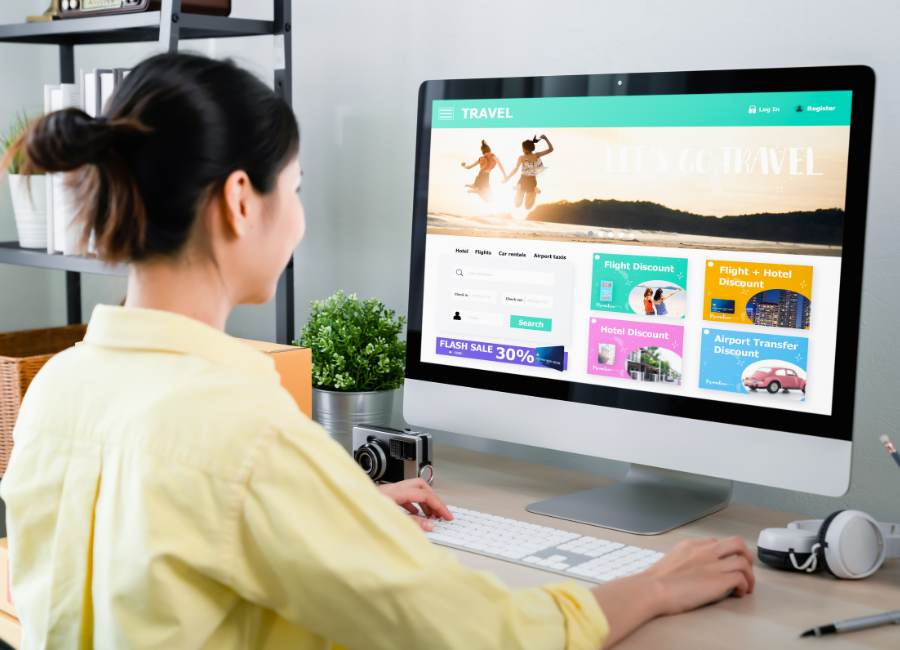 TRAVEL
Log In
Register
LET'S GO TRAVEL
Hotel Flights Car rentals Airport taxis
Check in
Check out
Search
FLASH SALE 30%
Flight Discount
Flight + Hotel
Discount
Hotel Discount
Airport Transfer
Discount